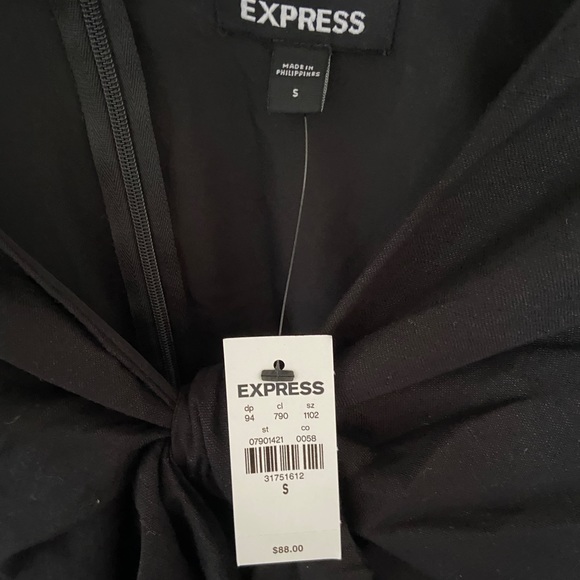 EXPRESS
MADE IN
PHILIPPINES
S
EXPRESS
dp cl sz
94 790 1102
st co
07901421 0058
31751612
S
$88.00